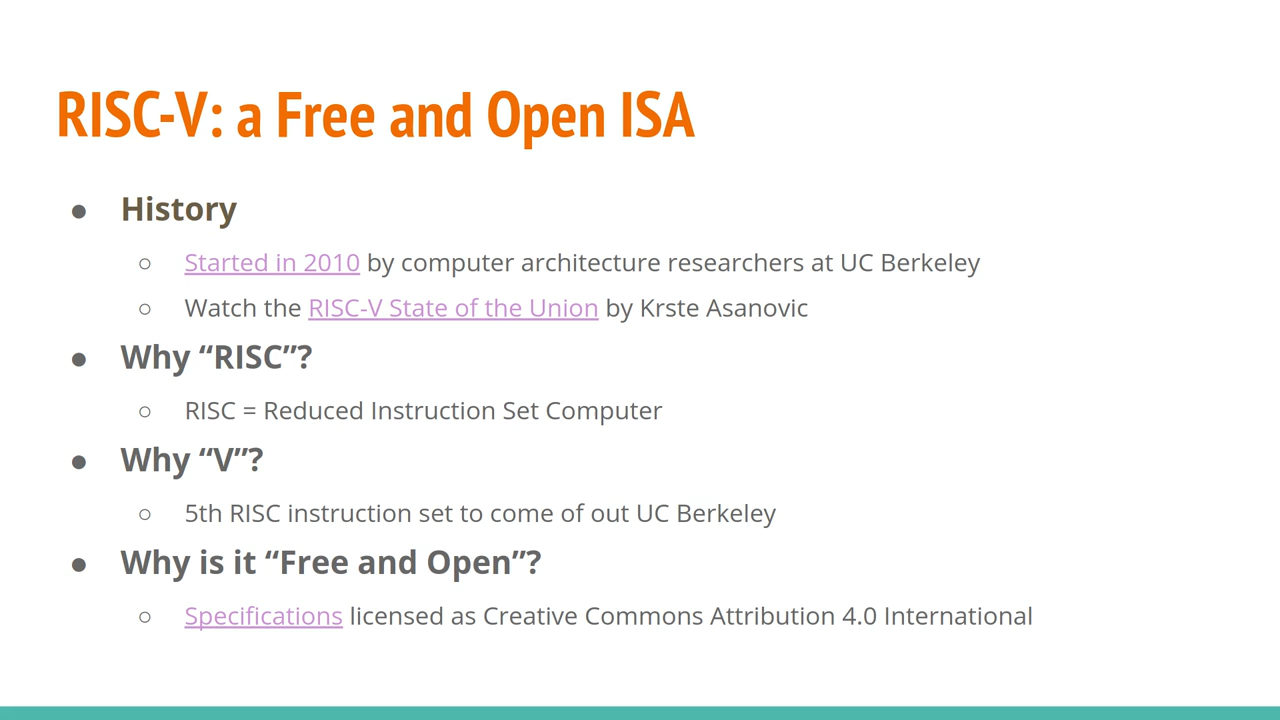 RISC-V: a Free and Open ISA
● History
○ Started in 2010 by computer architecture researchers at UC Berkeley
○ Watch the RISC-V State of the Union by Krste Asanovic
● Why “RISC”?
○ RISC = Reduced Instruction Set Computer
● Why “V”?
○ 5th RISC instruction set to come of out UC Berkeley
● Why is it “Free and Open”?
○ Specifications licensed as Creative Commons Attribution 4.0 International